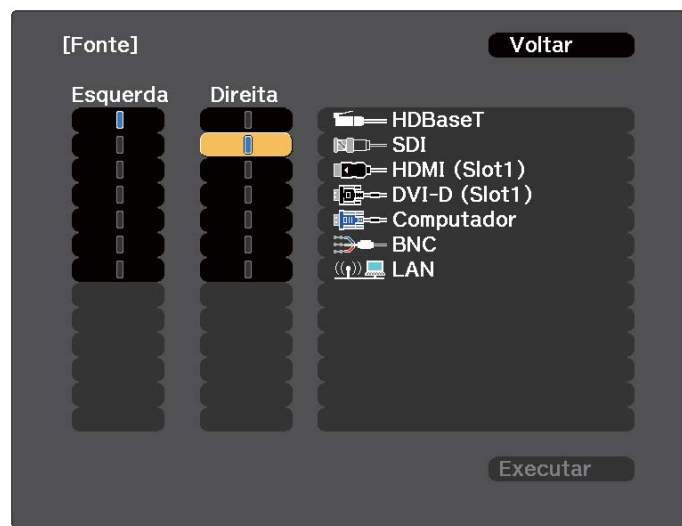 [Fonte]
Voltar
Esquerda
Direita
HDBaseT
SDI
HDMI (Slot1)
DVI-D (Slot1)
Computador
BNC
LAN
Executar